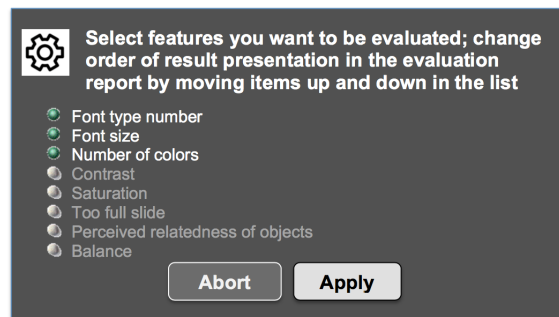 Select features you want to be evaluated; change
order of result presentation in the evaluation
report by moving items up and down in the list
Font type number
Font size
Number of colors
Contrast
Saturation
Too full slide
Perceived relatedness of objects
Balance
Abort Apply